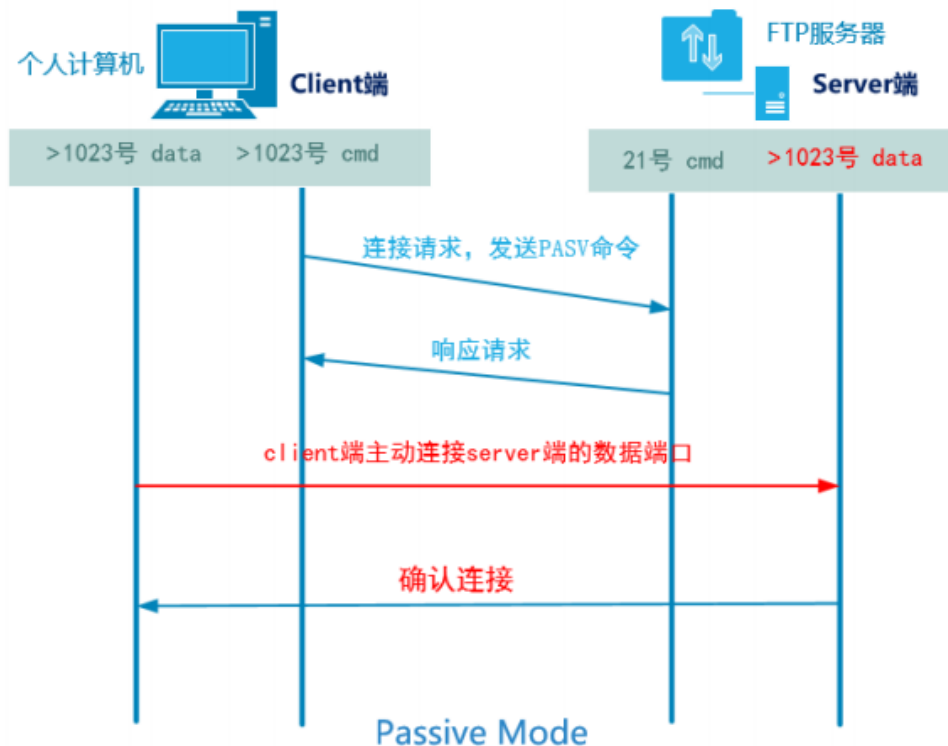 个人计算机
Client端
FTP服务器
Server端
>1023号 data
>1023号 cmd
21号 cmd
>1023号 data
连接请求，发送PASV命令
响应请求
client端主动连接server端的数据端口
确认连接
Passive Mode